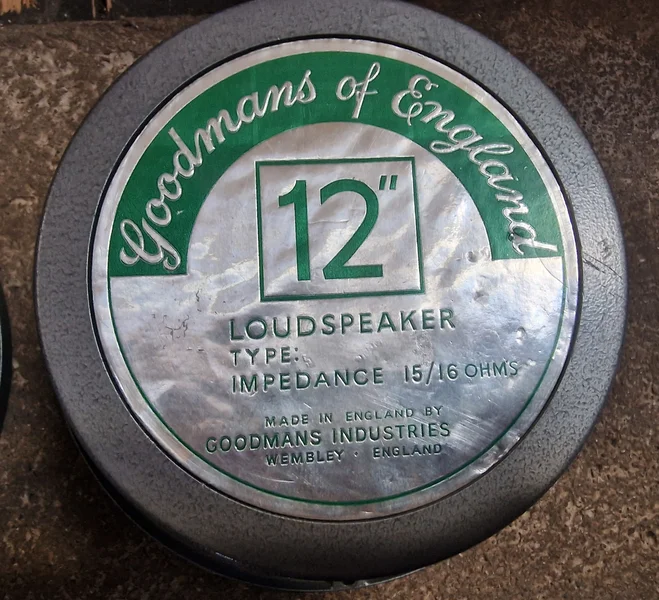 Goodmans of England
12"
LOUDSPEAKER
TYPE:
IMPEDANCE 15/16 OHMS
MADE IN ENGLAND BY
GOODMANS INDUSTRIES
WEMBLEY · ENGLAND